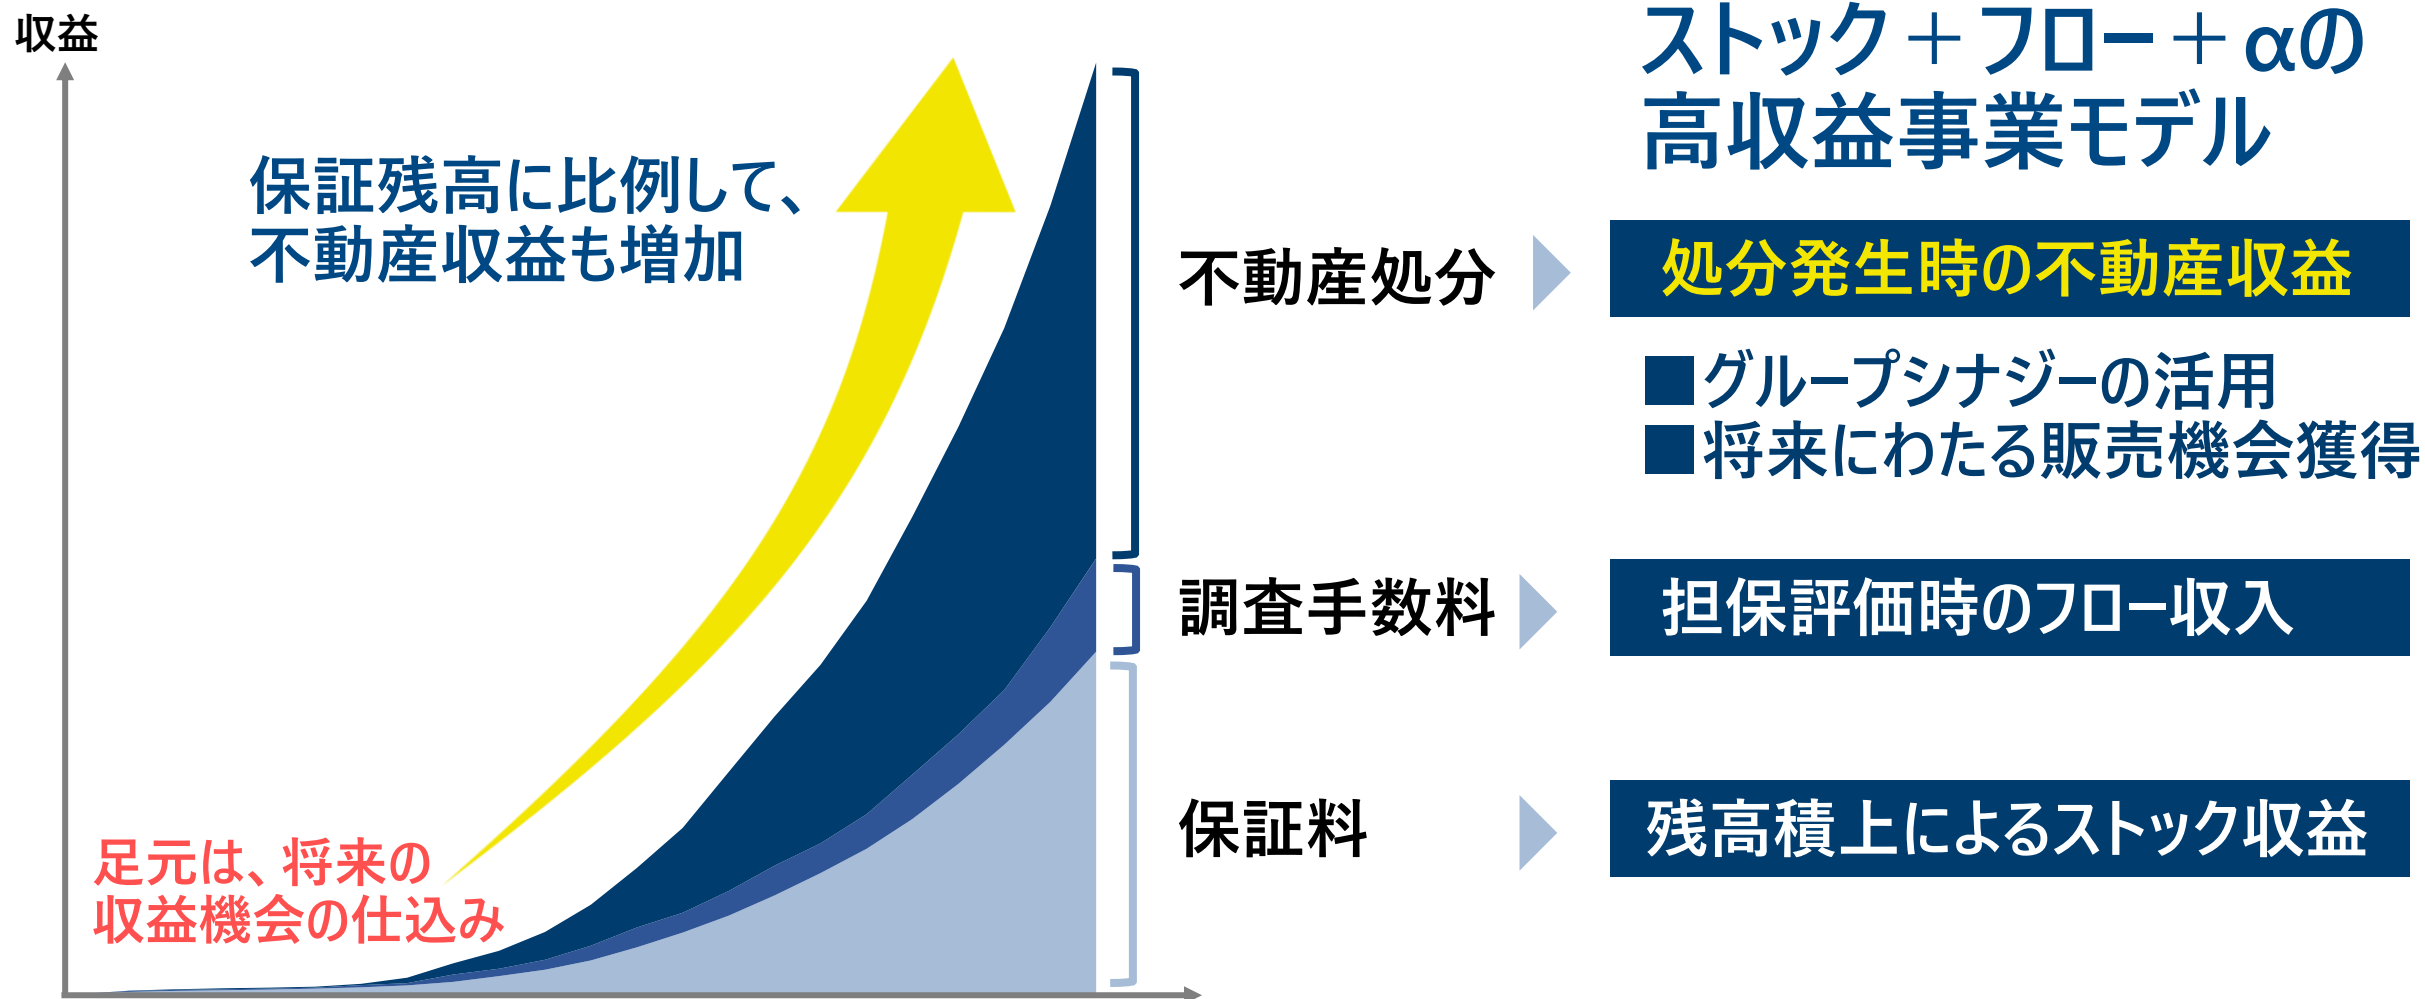 収益
保証残高に比例して、
不動産収益も増加
足元は、将来の
収益機会の仕込み
ストック＋フロー＋αの
高収益事業モデル
不動産処分
処分発生時の不動産収益
■グループシナジーの活用
■将来にわたる販売機会獲得
調査手数料
担保評価時のフロー収入
保証料
残高積上によるストック収益